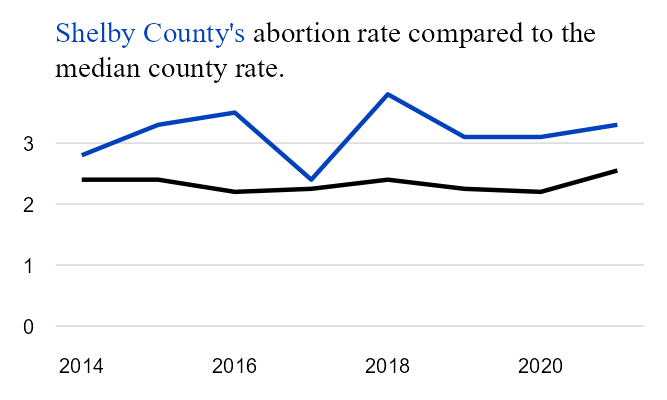 Shelby County's abortion rate compared to the
median county rate.
3
2
1
0
2014 2016 2018 2020